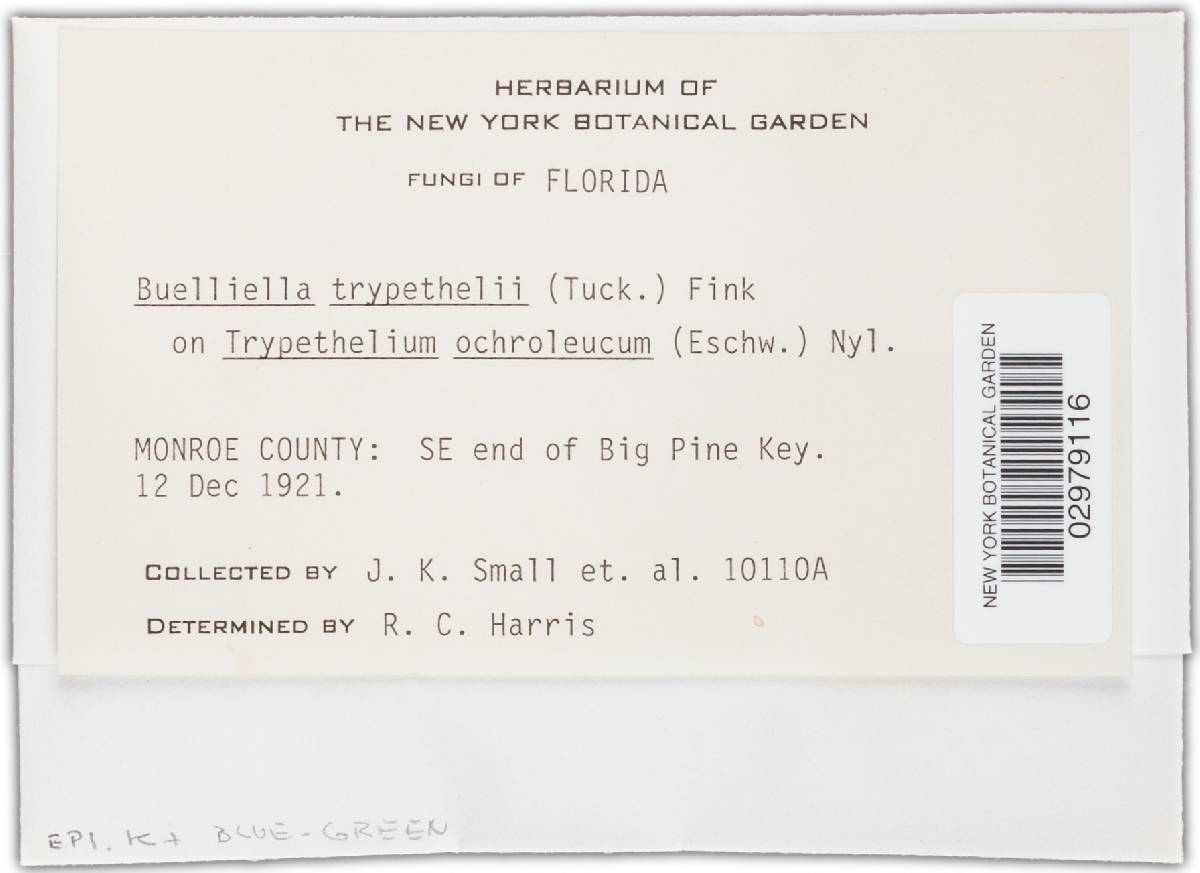 HERBARIUM OF
THE NEW YORK BOTANICAL GARDEN
FUNGI OF FLORIDA
Buelliella trypethelii (Tuck.) Fink
on Trypethelium ochroleucum (Eschw.) Nyl.
MONROE COUNTY: SE end of Big Pine Key.
12 Dec 1921.
COLLECTED BY J. K. Small et. al. 10110A
DETERMINED BY R. C. Harris
NEW YORK BOTANICAL GARDEN
02979116
EPI. K+ BLUE-GREEN